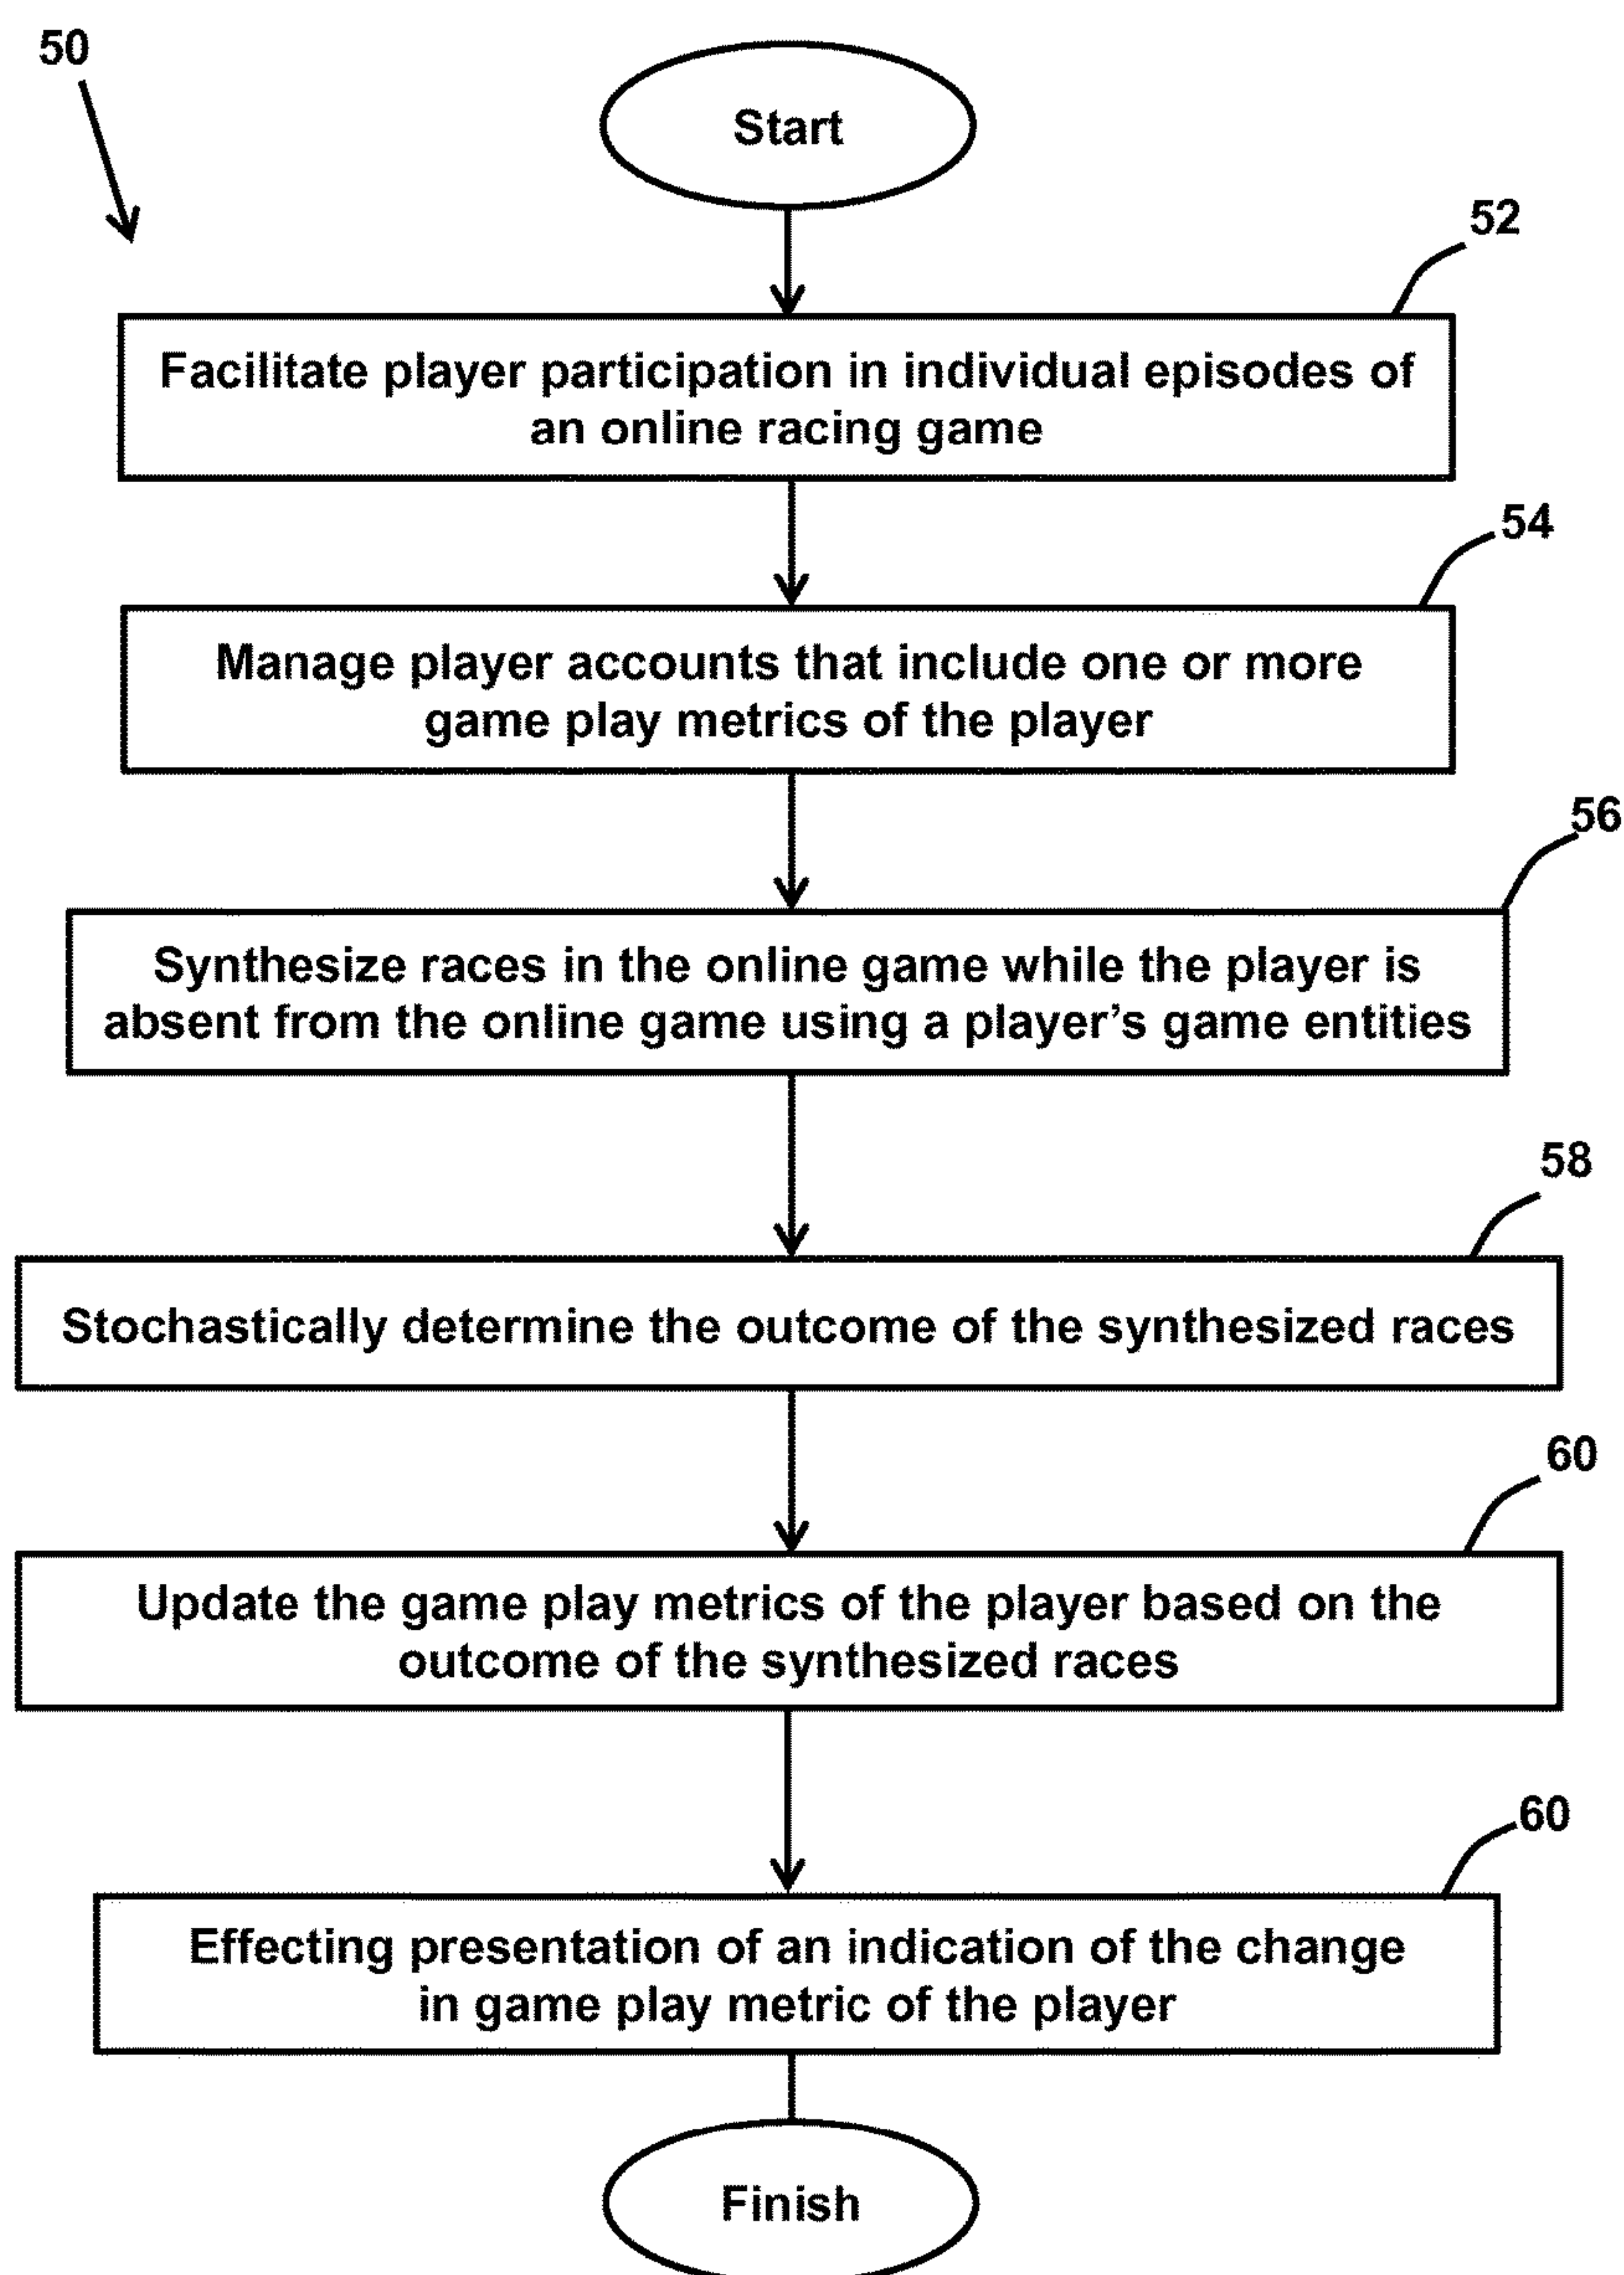 50
Start
52
Facilitate player participation in individual episodes of
an online racing game
54
Manage player accounts that include one or more
game play metrics of the player
56
Synthesize races in the online game while the player is
absent from the online game using a player's game entities
58
Stochastically determine the outcome of the synthesized races
60
Update the game play metrics of the player based on the
outcome of the synthesized races
60
Effecting presentation of an indication of the change
in game play metric of the player
Finish